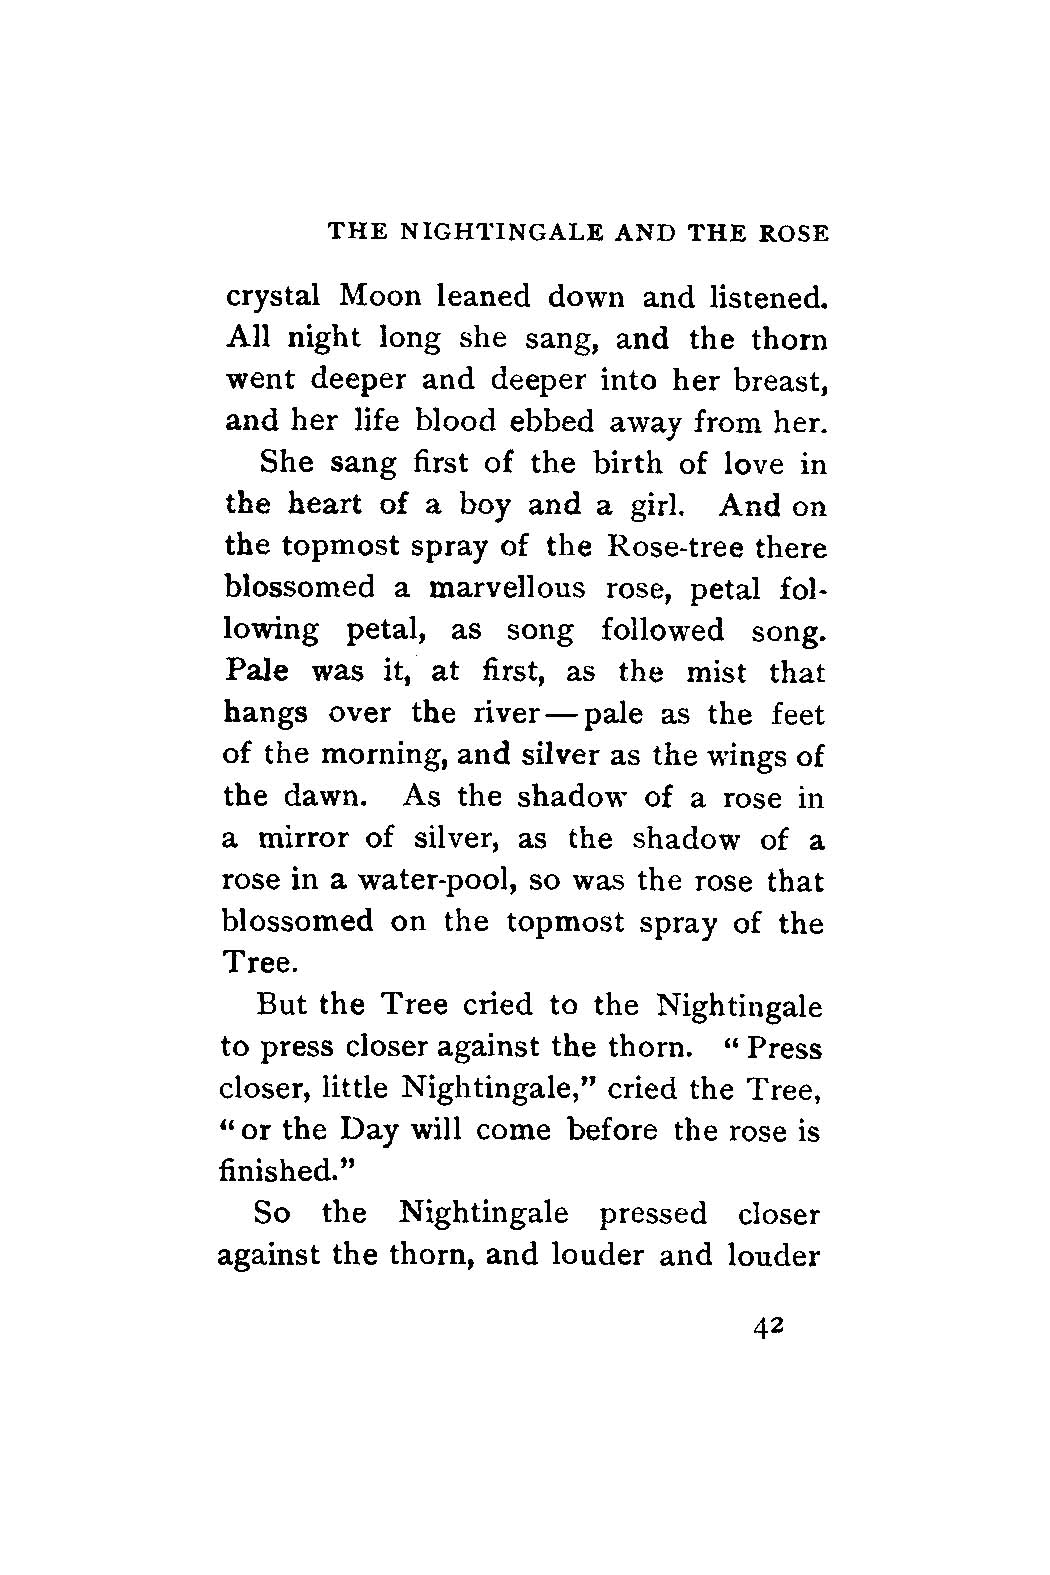 THE NIGHTINGALE AND THE ROSE
crystal Moon leaned down and listened.
All night long she sang, and the thorn
went deeper and deeper into her breast,
and her life blood ebbed away from her.
She sang first of the birth of love in
the heart of a boy and a girl. And on
the topmost spray of the Rose-tree there
blossomed a marvellous rose, petal fol-
lowing petal, as song followed song.
Pale was it, at first, as the mist that
hangs over the river—pale as the feet
of the morning, and silver as the wings of
the dawn. As the shadow of a rose in
a mirror of silver, as the shadow of a
rose in a water-pool, so was the rose that
blossomed on the topmost spray of the
Tree.
But the Tree cried to the Nightingale
to press closer against the thorn. “Press
closer, little Nightingale,” cried the Tree,
“or the Day will come before the rose is
finished.”
So the Nightingale pressed closer
against the thorn, and louder and louder
42